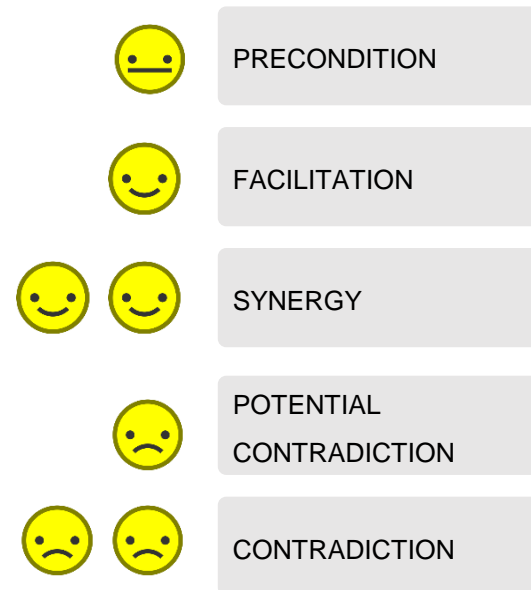 PRECONDITION
FACILITATION
SYNERGY
POTENTIAL
CONTRADICTION
CONTRADICTION